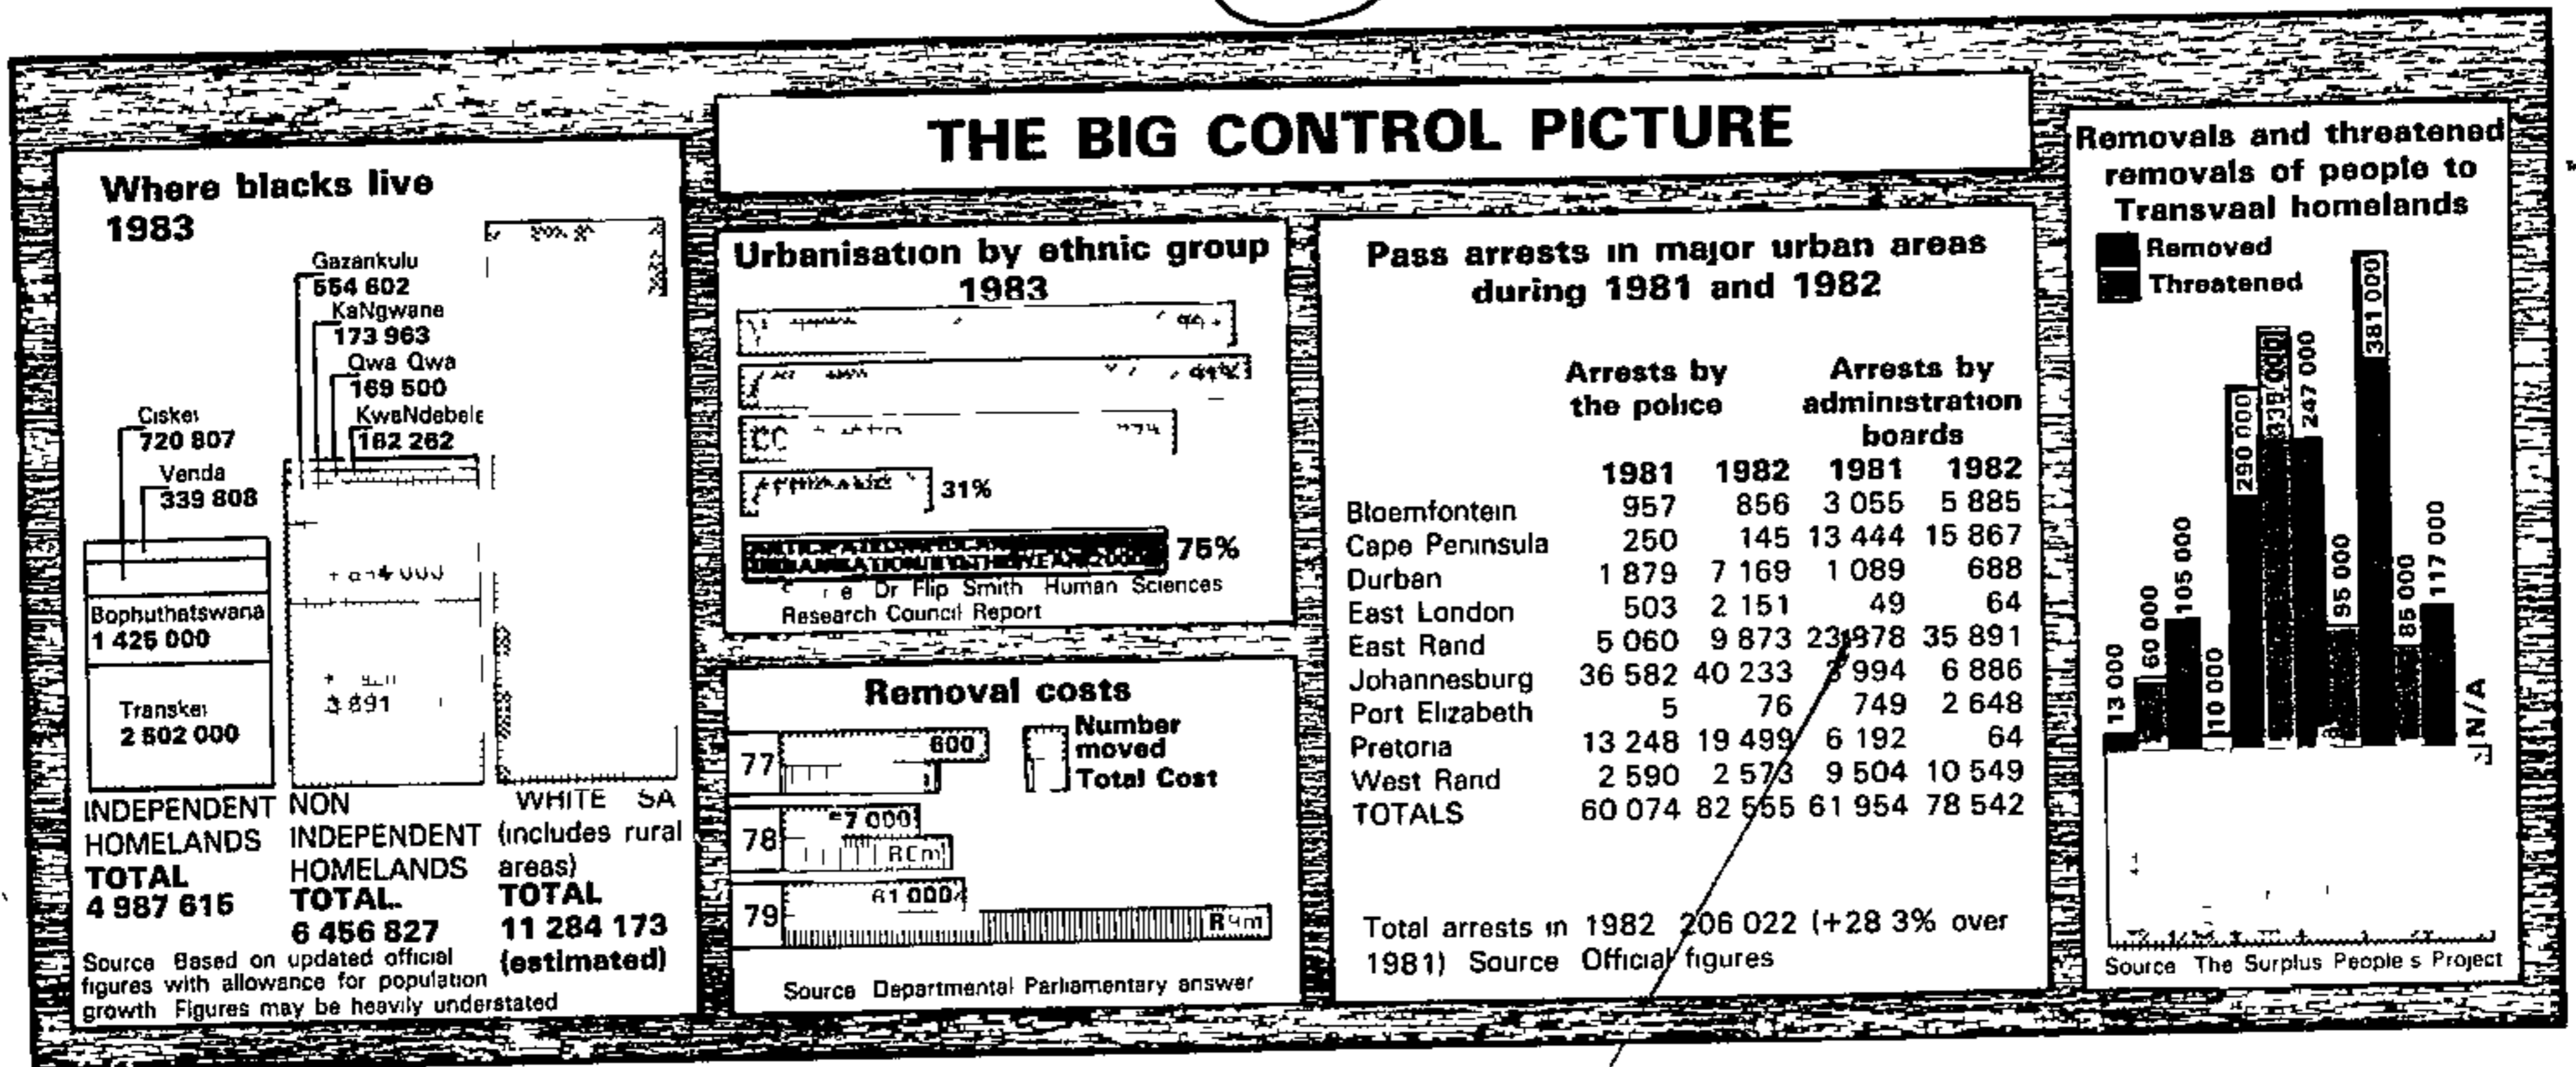 THE BIG CONTROL PICTURE
Where blacks live
1983
Gazankulu
554 602
KaNgwane
173 963
Qwa Qwa
169 500
KwaNdebele
162 262
Ciskei
720 807
Venda
339 808
Bophuthatswana
1 425 000
Transkei
2 502 000
3 891
INDEPENDENT
HOMELANDS
TOTAL
4 987 615
NON
INDEPENDENT
HOMELANDS
TOTAL.
6 456 827
WHITE SA
(includes rural
areas)
TOTAL
11 284 173
(estimated)
Source Based on updated official
figures with allowance for population
growth Figures may be heavily understated
Urbanisation by ethnic group
1983
31%
75%
Dr Flip Smith Human Sciences
Research Council Report
Removal costs
Number
moved
Total Cost
77
600
78
7 000
79
61 000
Source Departmental Parliamentary answer
Pass arrests in major urban areas
during 1981 and 1982
Arrests by
the police
Arrests by
administration
boards
1981 1982 1981 1982
Bloemfontein 957 856 3 055 5 885
Cape Peninsula 250 145 13 444 15 867
Durban 1 879 7 169 1 089 688
East London 503 2 151 49 64
East Rand 5 060 9 873 23 878 35 891
Johannesburg 36 582 40 233 3 994 6 886
Port Elizabeth 5 76 749 2 648
Pretoria 13 248 19 499 6 192 64
West Rand 2 590 2 573 9 504 10 549
TOTALS 60 074 82 555 61 954 78 542
Total arrests in 1982 206 022 (+28 3% over
1981) Source Official figures
Removals and threatened
removals of people to
Transvaal homelands
Removed
Threatened
13 000
60 000
105 000
10 000
290 000
339 000
247 000
95 000
381 000
85 000
117 000
N/A
Source The Surplus People s Project